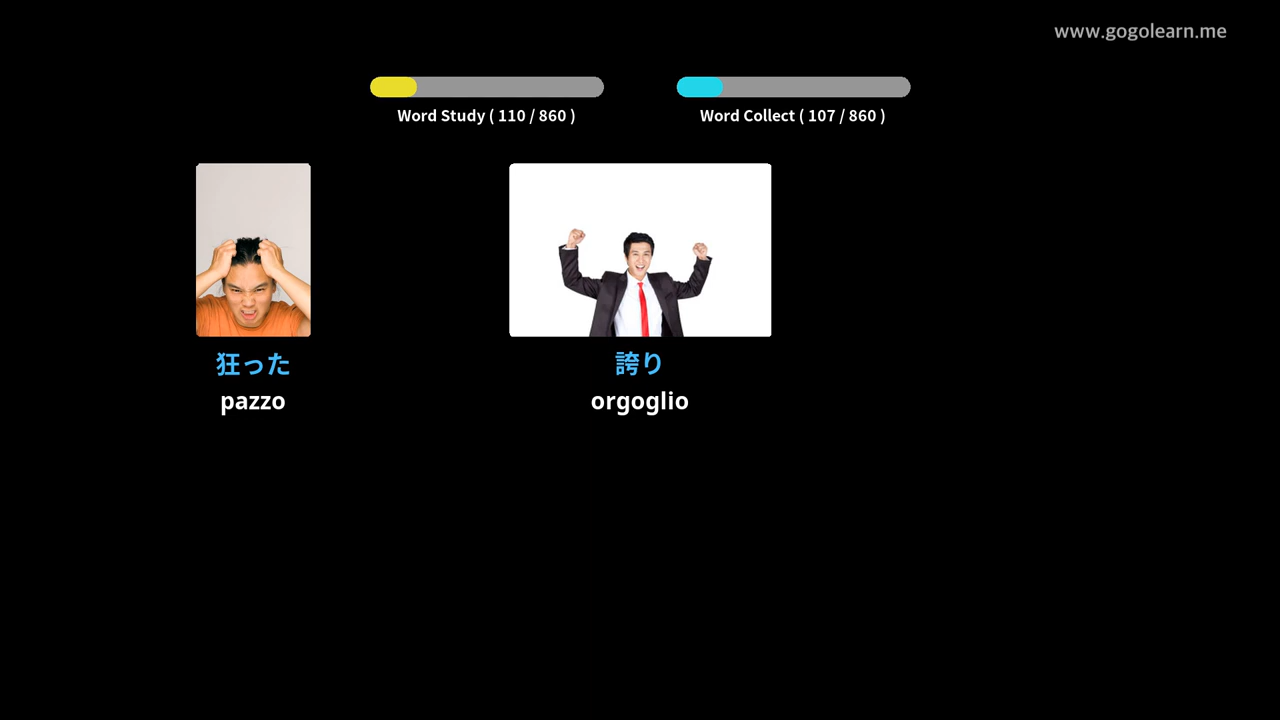 www.gogolearn.me
Word Study ( 110 / 860 )
Word Collect ( 107 / 860 )
狂った
pazzo
誇り
orgoglio